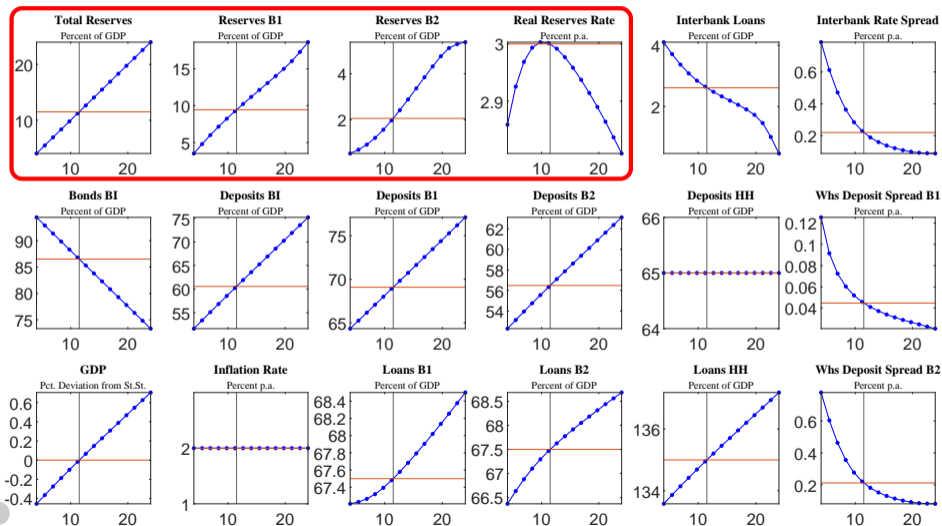 Total Reserves
Percent of GDP
20
10
10 20
Reserves B1
Percent of GDP
15
10
5
10 20
Reserves B2
Percent of GDP
4
2
10 20
Real Reserves Rate
Percent p.a.
3
2.9
10 20
Interbank Loans
Percent of GDP
4
2
10 20
Interbank Rate Spread
Percent p.a.
0.6
0.4
0.2
10 20
Bonds BI
Percent of GDP
90
85
80
75
10 20
Deposits BI
Percent of GDP
75
70
65
60
55
10 20
Deposits B1
Percent of GDP
75
70
65
10 20
Deposits B2
Percent of GDP
62
60
58
56
54
10 20
Deposits HH
Percent of GDP
66
65
64
10 20
Whs Deposit Spread B1
Percent p.a.
0.12
0.1
0.08
0.06
0.04
10 20
GDP
Pct. Deviation from St.St.
0.6
0.4
0.2
0
-0.2
-0.4
10 20
Inflation Rate
Percent p.a.
2
1
10 20
Loans B1
Percent of GDP
68.4
68.2
68
67.8
67.6
67.4
10 20
Loans B2
Percent of GDP
68.5
68
67.5
67
66.5
10 20
Loans HH
Percent of GDP
136
134
10 20
Whs Deposit Spread B2
Percent p.a.
0.6
0.4
0.2
10 20